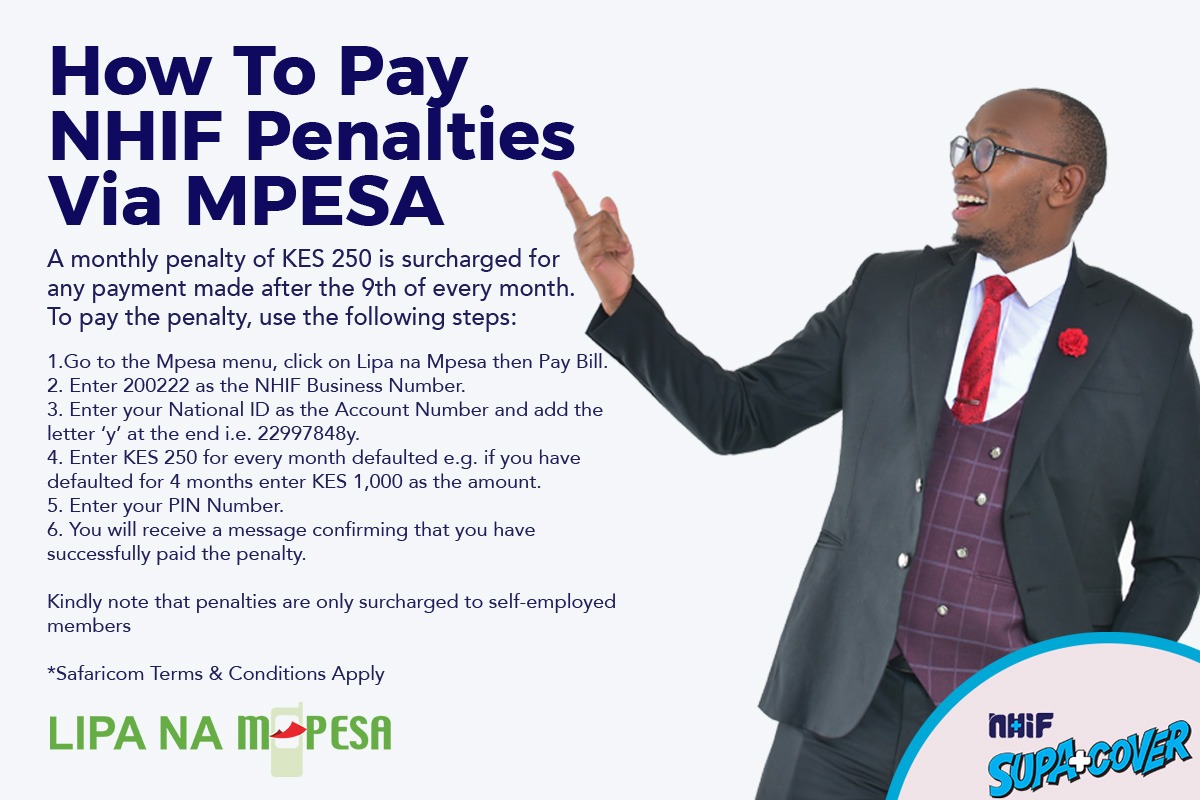 How To Pay
NHIF Penalties
Via MPESA
A monthly penalty of KES 250 is surcharged for
any payment made after the 9th of every month.
To pay the penalty, use the following steps:
1.Go to the Mpesa menu, click on Lipa na Mpesa then Pay Bill.
2. Enter 200222 as the NHIF Business Number.
3. Enter your National ID as the Account Number and add the
letter ‘y’ at the end i.e. 22997848y.
4. Enter KES 250 for every month defaulted e.g. if you have
defaulted for 4 months enter KES 1,000 as the amount.
5. Enter your PIN Number.
6. You will receive a message confirming that you have
successfully paid the penalty.
Kindly note that penalties are only surcharged to self-employed
members
*Safaricom Terms & Conditions Apply
LIPA NA M-PESA
NHiF
SUPA+COVER